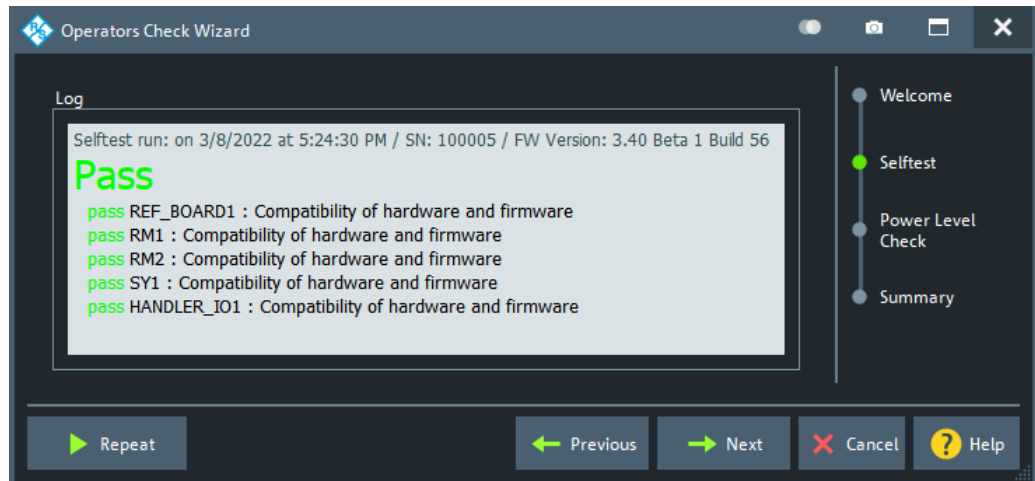 Operators Check Wizard
Log
Selftest run: on 3/8/2022 at 5:24:30 PM / SN: 100005 / FW Version: 3.40 Beta 1 Build 56
Pass
pass REF_BOARD1 : Compatibility of hardware and firmware
pass RM1 : Compatibility of hardware and firmware
pass RM2 : Compatibility of hardware and firmware
pass SY1 : Compatibility of hardware and firmware
pass HANDLER_IO1 : Compatibility of hardware and firmware
Welcome
Selftest
Power Level
Check
Summary
Repeat
Previous
Next
Cancel
? Help